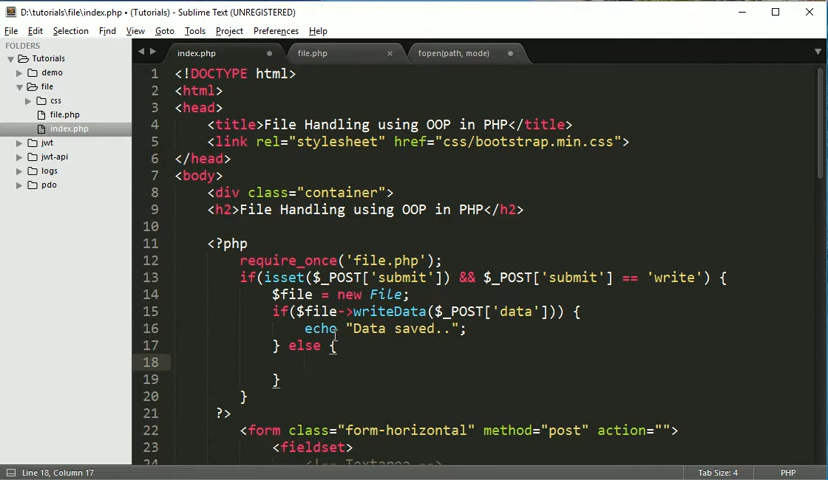 D:\tutorials\file\index.php • (Tutorials) - Sublime Text (UNREGISTERED)
File Edit Selection Find View Goto Tools Project Preferences Help
FOLDERS
Tutorials
demo
file
css
file.php
index.php
jwt
jwt-api
logs
pdo
index.php file.php fopen(path, mode)
1 <!DOCTYPE html>
2 <html>
3 <head>
4 <title>File Handling using OOP in PHP</title>
5 <link rel="stylesheet" href="css/bootstrap.min.css">
6 </head>
7 <body>
8 <div class="container">
9 <h2>File Handling using OOP in PHP</h2>
10
11 <?php
12 require_once('file.php');
13 if(isset($_POST['submit']) && $_POST['submit'] == 'write') {
14 $file = new File;
15 if($file->writeData($_POST['data'])) {
16 echo "Data saved..";
17 } else {
18
19 }
20 }
21 ?>
22 <form class="form-horizontal" method="post" action="">
23 <fieldset>
24 <!-- Textarea -->
Line 18, Column 17 Tab Size: 4 PHP